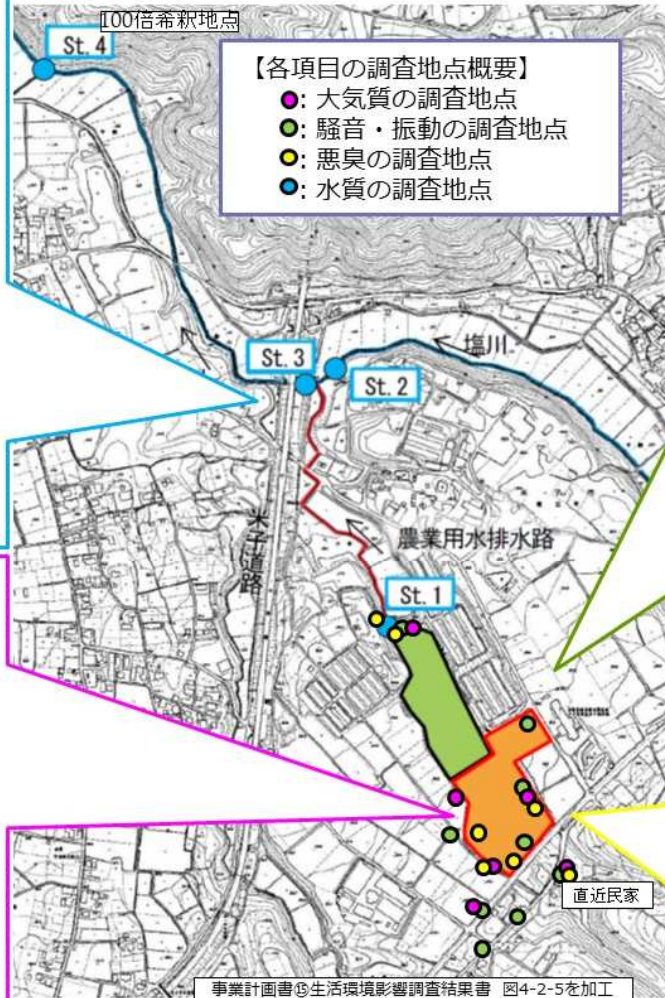 100倍希釈地点
St. 4
【各項目の調査地点概要】
: 大気質の調査地点
: 騒音・振動の調査地点
: 悪臭の調査地点
: 水質の調査地点
塩川
St. 3
St. 2
米子道路
農業用水排水路
St. 1
直近民家
事業計画書⑮生活環境影響調査結果書 図4-2-5を加工